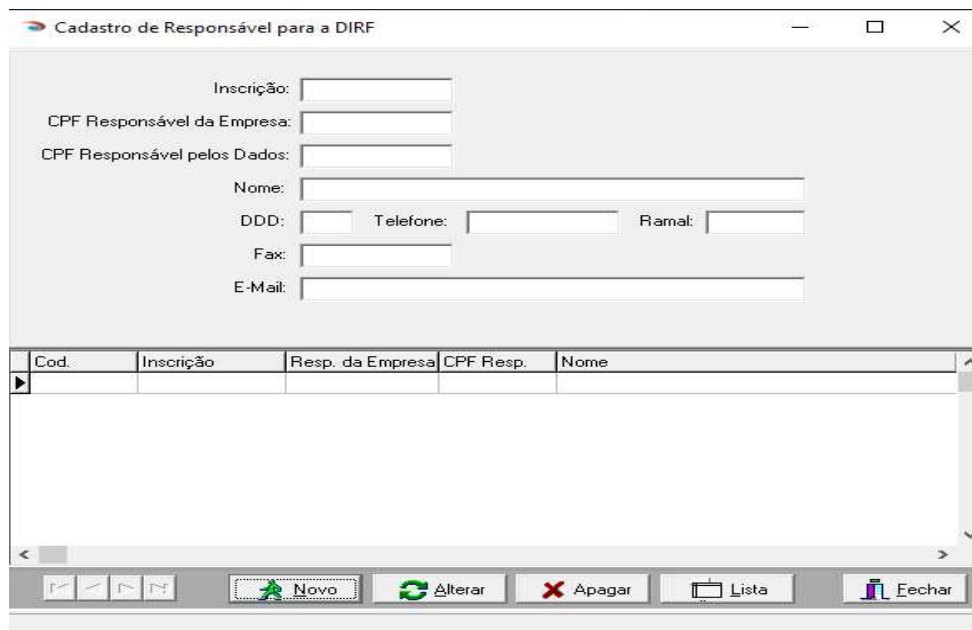 Cadastro de Responsável para a DIRF
Inscrição:
CPF Responsável da Empresa:
CPF Responsável pelos Dados:
Nome:
DDD: Telefone: Ramal:
Fax:
E-Mail:
Cod. Inscrição Resp. da Empresa CPF Resp. Nome
Novo Alterar Apagar Lista Fechar